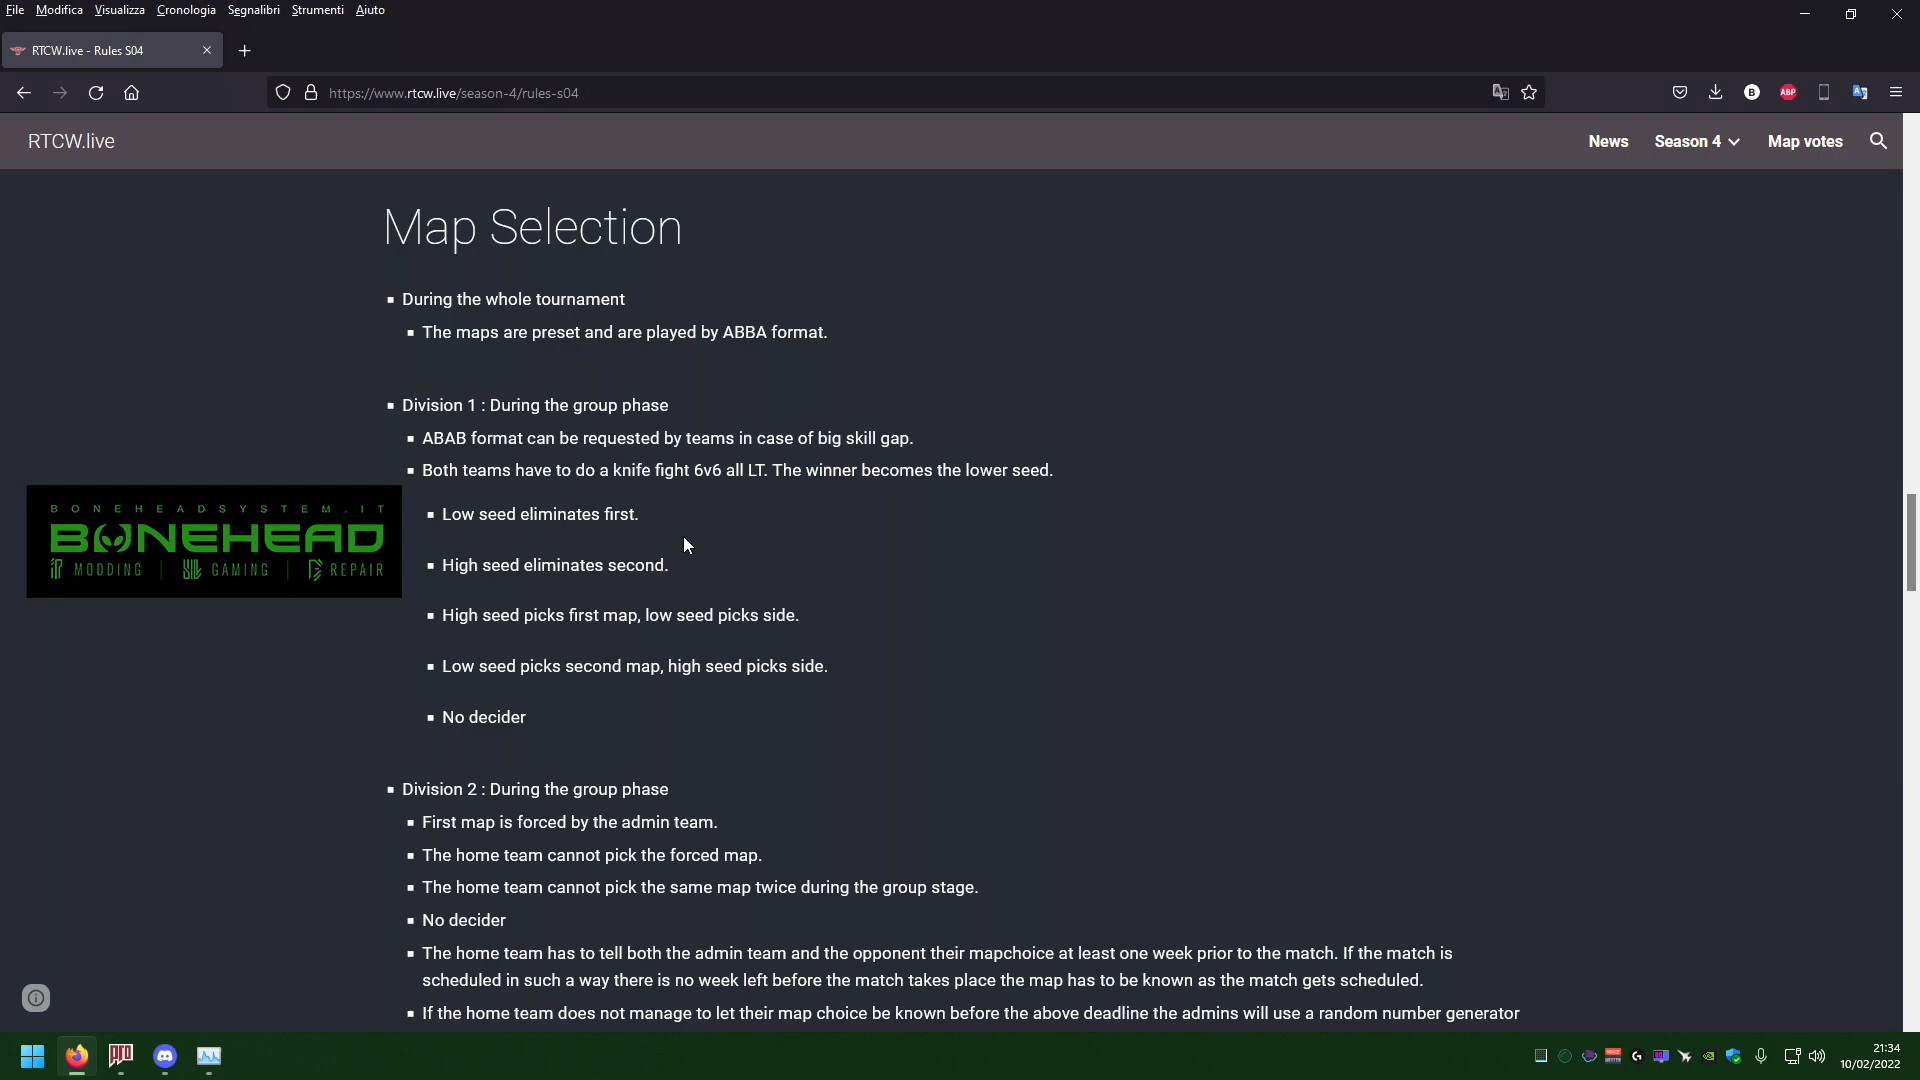 File Modifica Visualizza Cronologia Segnalibri Strumenti Aiuto
RTCW.live - Rules S04
https://www.rtcw.live/season-4/rules-s04
B
ABP
RTCW.live
News Season 4 Map votes
Map Selection
During the whole tournament
The maps are preset and are played by ABBA format.
Division 1 : During the group phase
ABAB format can be requested by teams in case of big skill gap.
Both teams have to do a knife fight 6v6 all LT. The winner becomes the lower seed.
BONEHEADSYSTEM.IT
BONEHEAD
MODDING | GAMING | REPAIR
Low seed eliminates first.
High seed eliminates second.
High seed picks first map, low seed picks side.
Low seed picks second map, high seed picks side.
No decider
Division 2 : During the group phase
First map is forced by the admin team.
The home team cannot pick the forced map.
The home team cannot pick the same map twice during the group stage.
No decider
The home team has to tell both the admin team and the opponent their mapchoice at least one week prior to the match. If the match is
scheduled in such a way there is no week left before the match takes place the map has to be known as the match gets scheduled.
If the home team does not manage to let their map choice be known before the above deadline the admins will use a random number generator
pro
21:34
10/02/2022